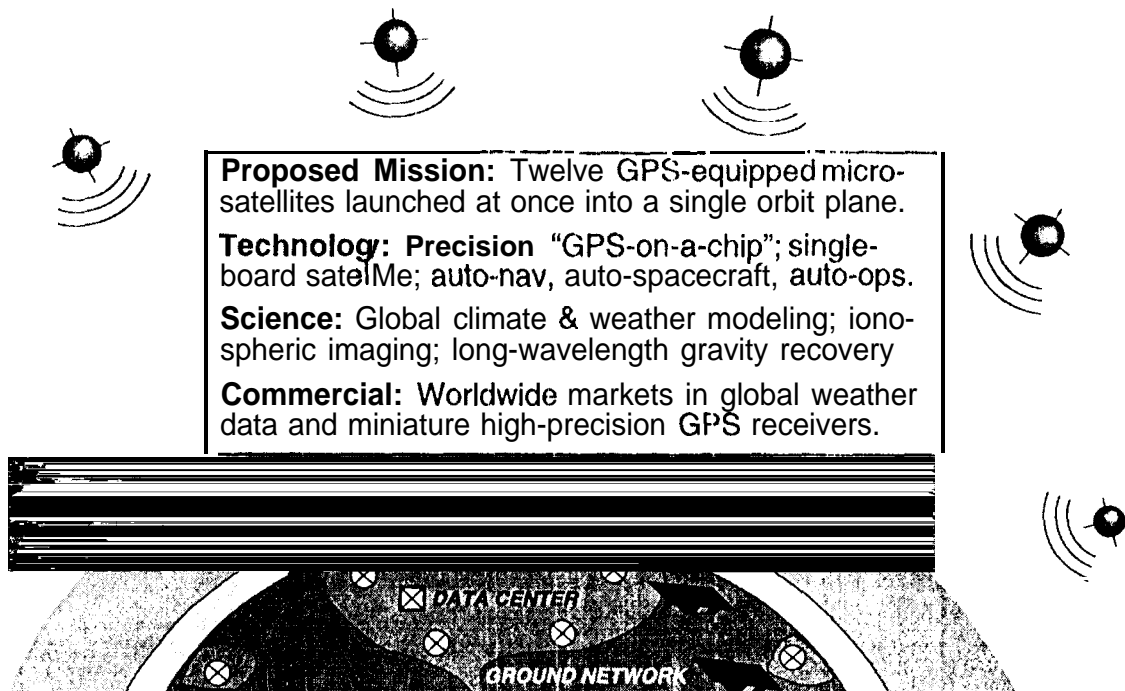 Proposed Mission: Twelve GPS-equipped micro-
satellites launched at once into a single orbit plane.
Technology: Precision "GPS-on-a-chip"; single-
board satelMe; auto-nav, auto-spacecraft, auto-ops.
Science: Global climate & weather modeling; iono-
spheric imaging; long-wavelength gravity recovery
Commercial: Worldwide markets in global weather
data and miniature high-precision GPS receivers.
DATA CENTER
GROUND NETWORK